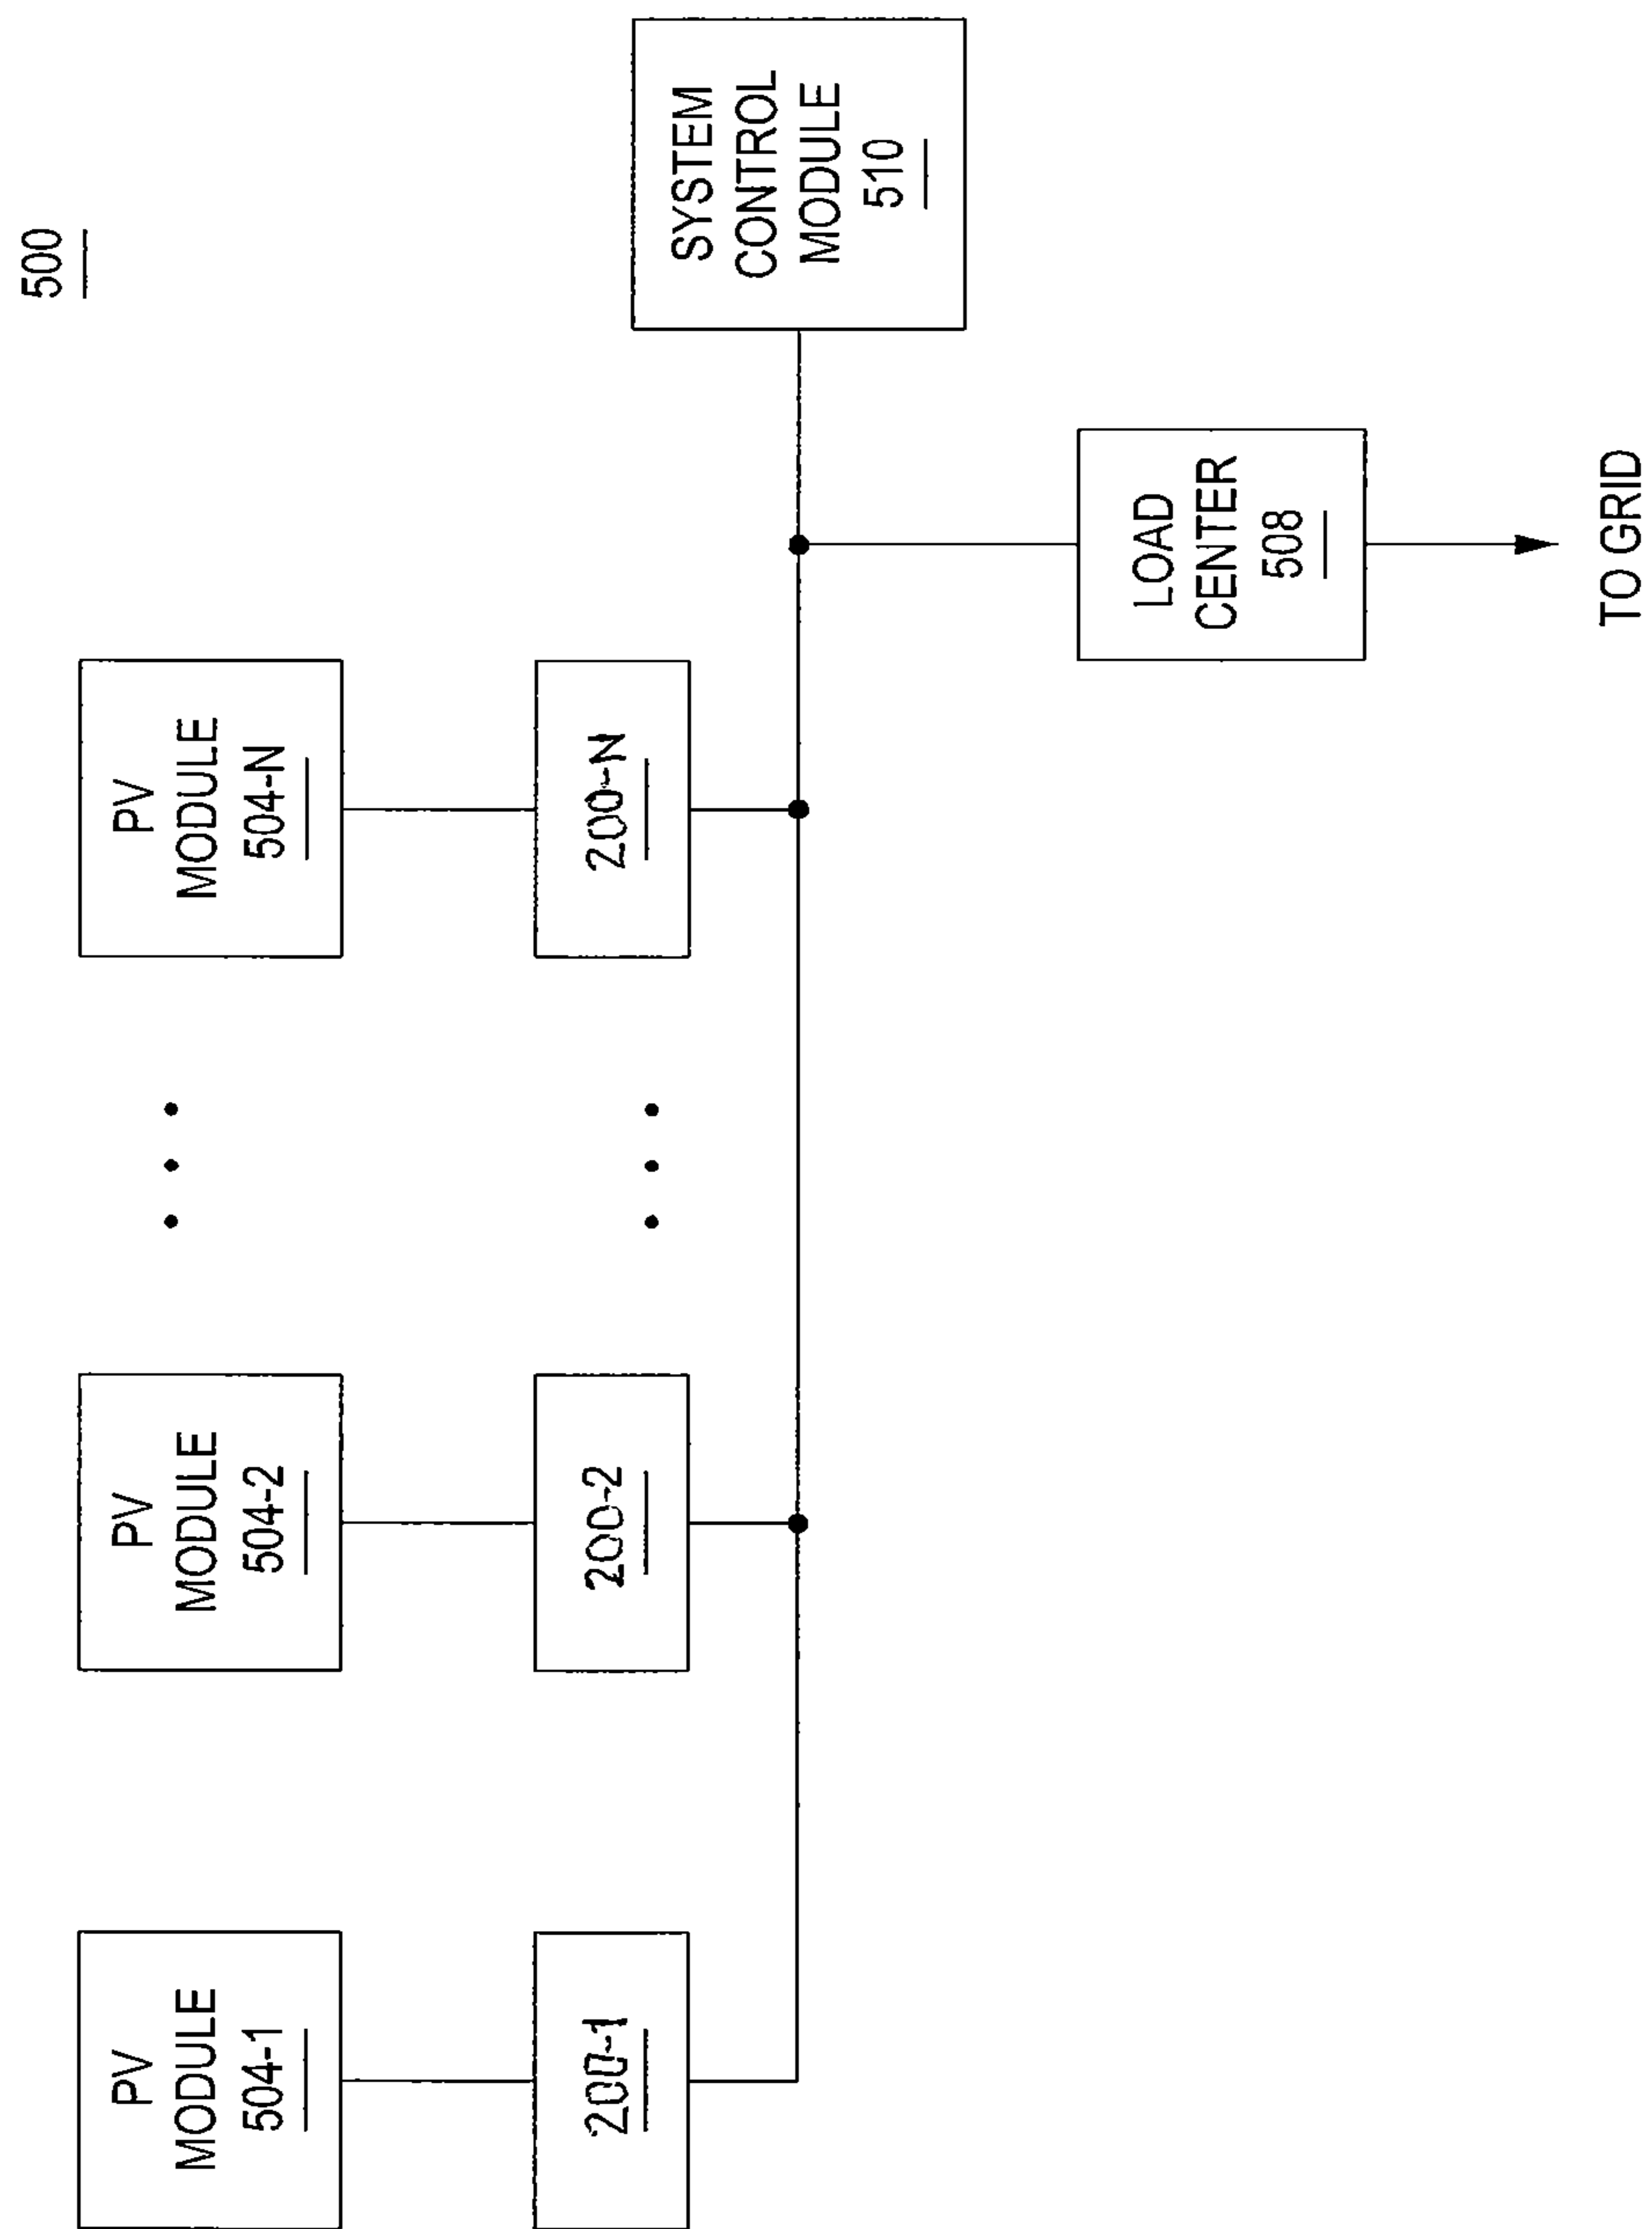 500
PV
MODULE
504-1
PV
MODULE
504-2
PV
MODULE
504-N
200-1
200-2
200-N
SYSTEM
CONTROL
MODULE
510
LOAD
CENTER
508
TO GRID